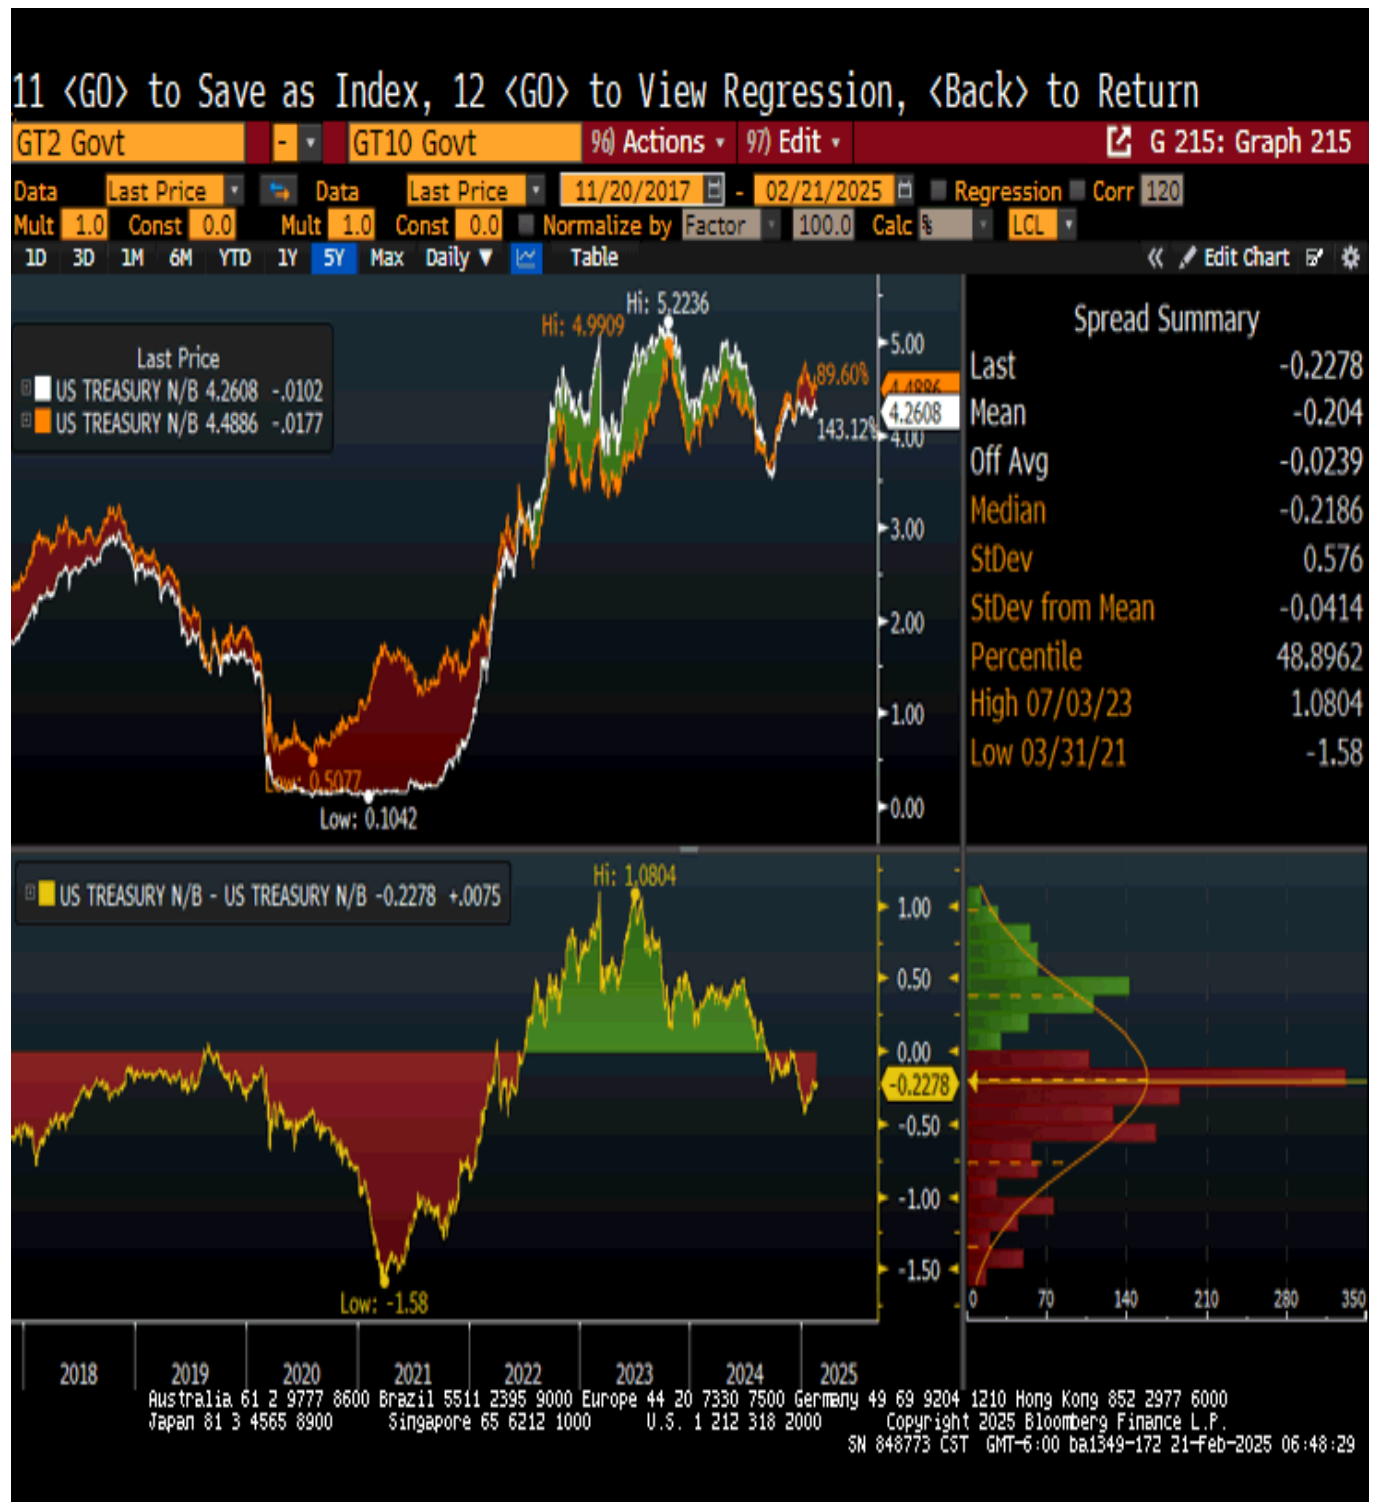 11 <GO> to Save as Index, 12 <GO> to View Regression, <Back> to Return
GT2 Govt - GT10 Govt 96) Actions 97) Edit G 215: Graph 215
Data Last Price Data Last Price 11/20/2017 - 02/21/2025 Regression Corr 120
Mult 1.0 Const 0.0 Mult 1.0 Const 0.0 Normalize by Factor 100.0 Calc % LCL
1D 3D 1M 6M YTD 1Y 5Y Max Daily ▼ Table « Edit Chart
Hi: 5.2236
Hi: 4.9909
Last Price
US TREASURY N/B 4.2608 -.0102
US TREASURY N/B 4.4886 -.0177
89.60%
143.12%
Low: 0.5077
Low: 0.1042
5.00
4.4886
4.2608
4.00
3.00
2.00
1.00
0.00
Spread Summary
Last -0.2278
Mean -0.204
Off Avg -0.0239
Median -0.2186
StDev 0.576
StDev from Mean -0.0414
Percentile 48.8962
High 07/03/23 1.0804
Low 03/31/21 -1.58
US TREASURY N/B - US TREASURY N/B -0.2278 +.0075
Hi: 1.0804
Low: -1.58
1.00
0.50
0.00
-0.2278
-0.50
-1.00
-1.50
0 70 140 210 280 350
2018 2019 2020 2021 2022 2023 2024 2025
Australia 61 2 9777 8600 Brazil 5511 2395 9000 Europe 44 20 7330 7500 Germany 49 69 9204 1210 Hong Kong 852 2977 6000
Japan 81 3 4565 8900 Singapore 65 6212 1000 U.S. 1 212 318 2000 Copyright 2025 Bloomberg Finance L.P.
SN 848773 CST GMT-6:00 ba1349-172 21-Feb-2025 06:48:29